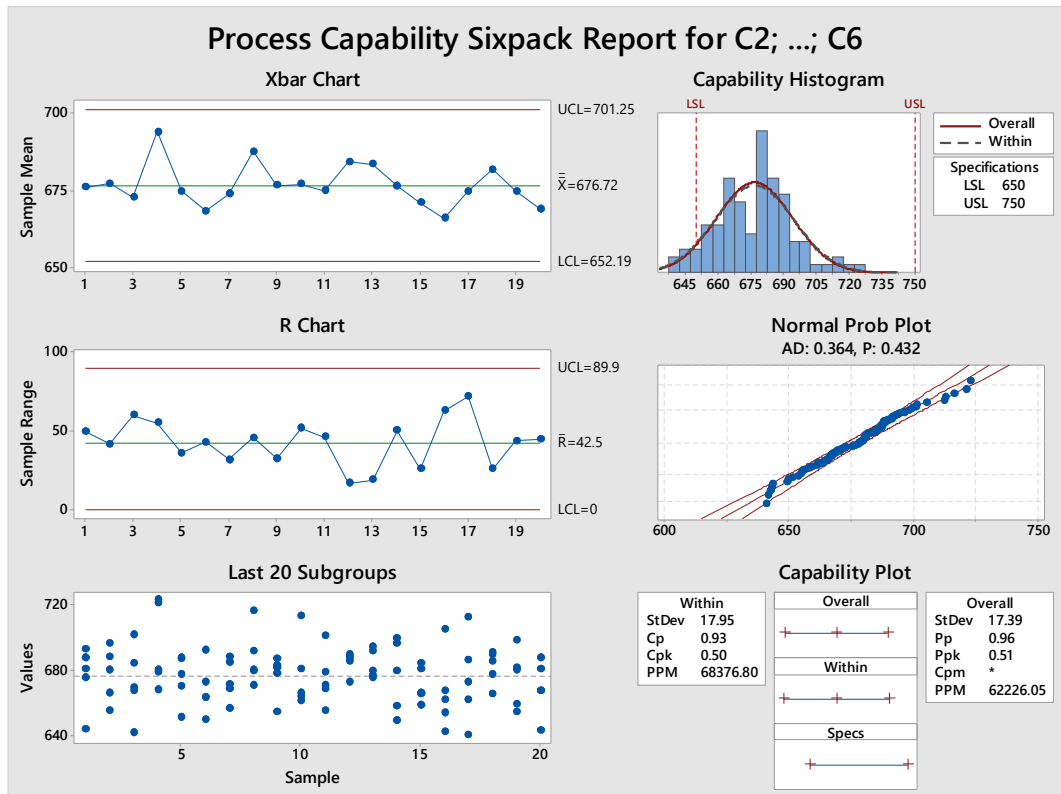 Process Capability Sixpack Report for C2; ...; C6
Xbar Chart
Sample Mean
700
675
650
1 3 5 7 9 11 13 15 17 19
UCL=701.25
X̿=676.72
LCL=652.19
R Chart
Sample Range
100
50
0
1 3 5 7 9 11 13 15 17 19
UCL=89.9
R̅=42.5
LCL=0
Last 20 Subgroups
Values
720
680
640
5 10 15 20
Sample
Capability Histogram
LSL USL
645 660 675 690 705 720 735 750
Overall
Within
Specifications
LSL 650
USL 750
Normal Prob Plot
AD: 0.364, P: 0.432
600 650 700 750
Capability Plot
Within
StDev 17.95
Cp 0.93
Cpk 0.50
PPM 68376.80
Overall
Within
Specs
Overall
StDev 17.39
Pp 0.96
Ppk 0.51
Cpm *
PPM 62226.05